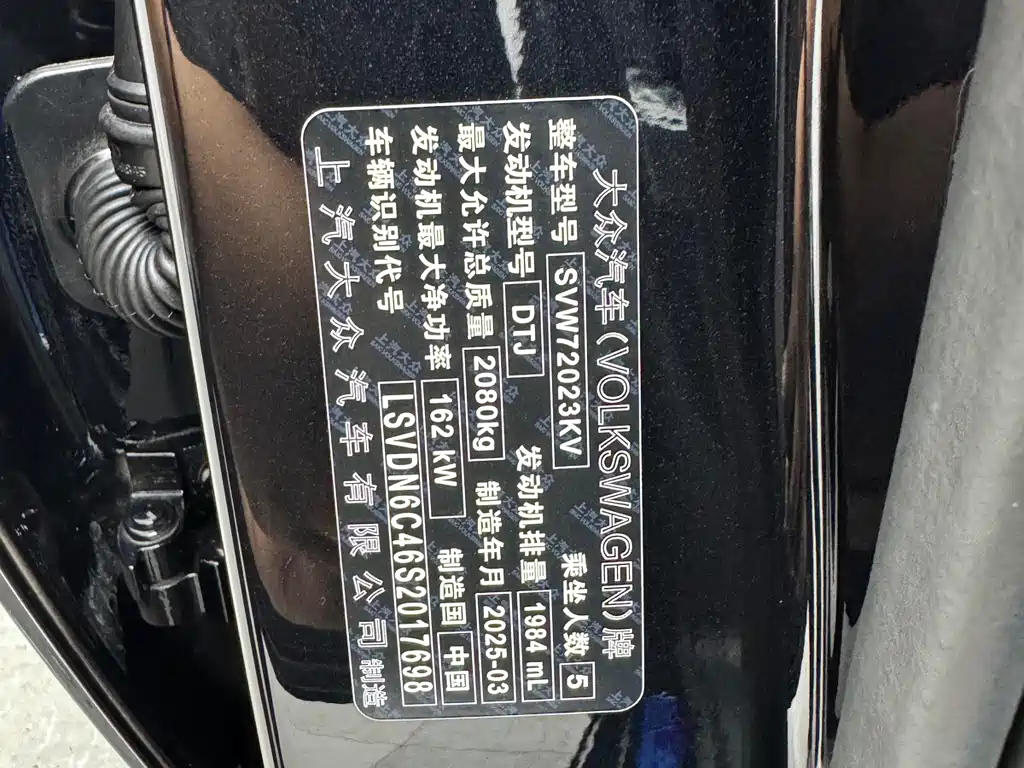 大众汽车(VOLKSWAGEN)牌
整车型号 SVW72023KV 乘坐人数 5
发动机型号 DTJ 发动机排量 1984 mL
最大允许总质量 2080kg 制造年月 2025-03
发动机最大净功率 162 kW 制造国 中国
车辆识别代号 LSVDN6C46S2017698
上汽大众汽车有限公司 制造